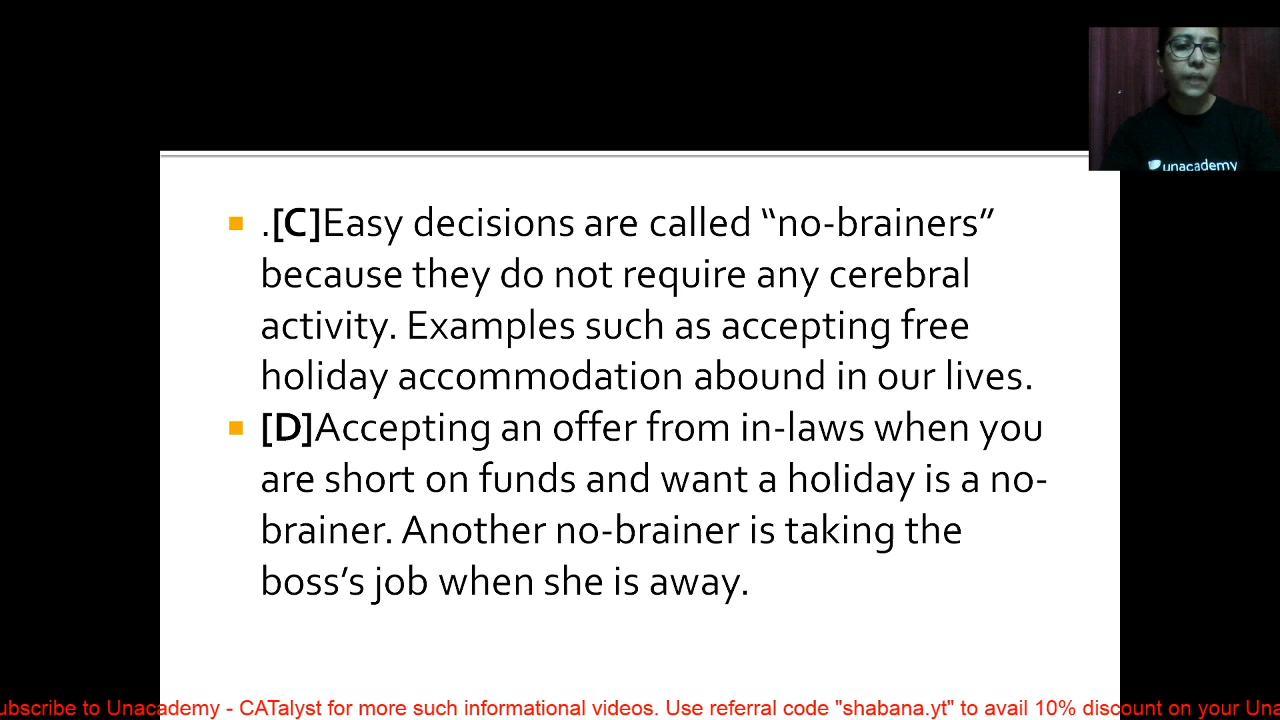 unacademy
.[C]Easy decisions are called “no-brainers”
because they do not require any cerebral
activity. Examples such as accepting free
holiday accommodation abound in our lives.
[D]Accepting an offer from in-laws when you
are short on funds and want a holiday is a no-
brainer. Another no-brainer is taking the
boss’s job when she is away.
ubscribe to Unacademy - CATalyst for more such informational videos. Use referral code "shabana.yt" to avail 10% discount on your Una